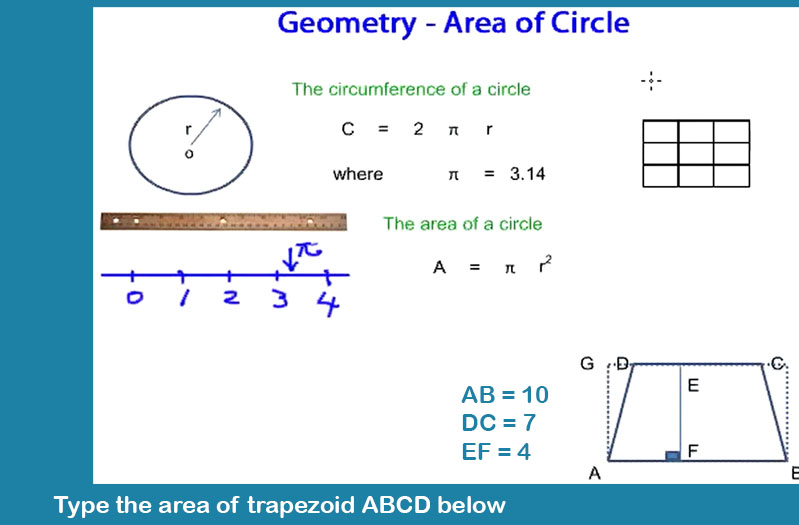 Geometry - Area of Circle
The circumference of a circle
r
C = 2 π r
o
where π = 3.14
The area of a circle
π
A = π r²
0 1 2 3 4
G D C
E
AB = 10
DC = 7
EF = 4
F
A B
Type the area of trapezoid ABCD below